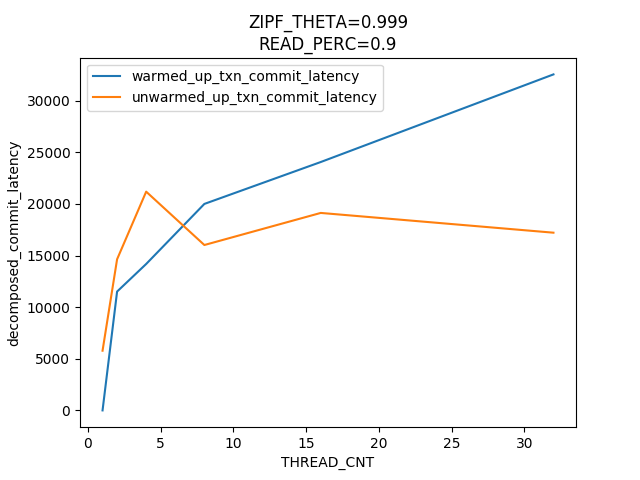 ZIPF_THETA=0.999
READ_PERC=0.9
warmed_up_txn_commit_latency
unwarmed_up_txn_commit_latency
decomposed_commit_latency
30000
25000
20000
15000
10000
5000
0
0 5 10 15 20 25 30
THREAD_CNT